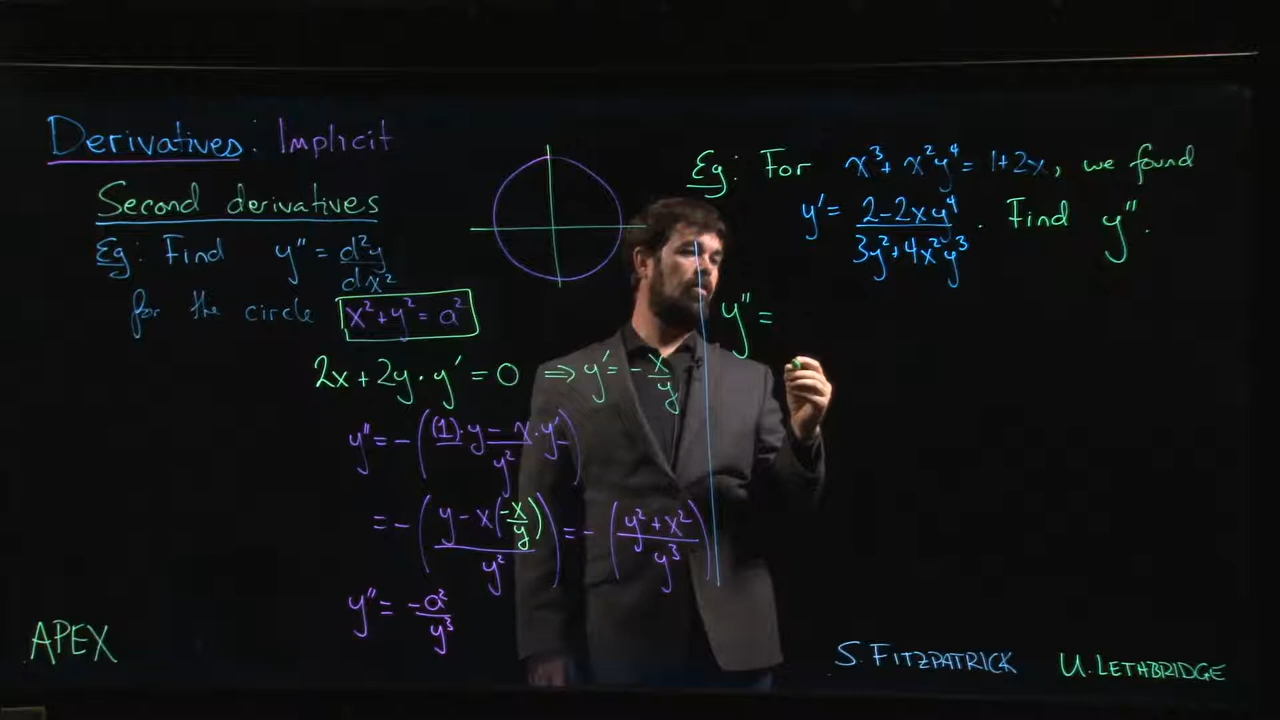 Derivatives: Implicit
Second derivatives
Eg: Find y'' = d²y/dx²
for the circle x² + y² = a²
2x + 2y · y' = 0 ⇒ y' = - x/y
y'' = - ( ((1)·y - x·y')/y² )
= - ( (y - x(-x/y))/y² ) = - ( (y² + x²)/y³ )
y'' = -a²/y³
APEX
Eg: For x³ + x²y⁴ = 1+2x, we found
y' = (2-2xy⁴)/(3y²+4x²y³) . Find y''.
y'' =
S. FITZPATRICK U. LETHBRIDGE